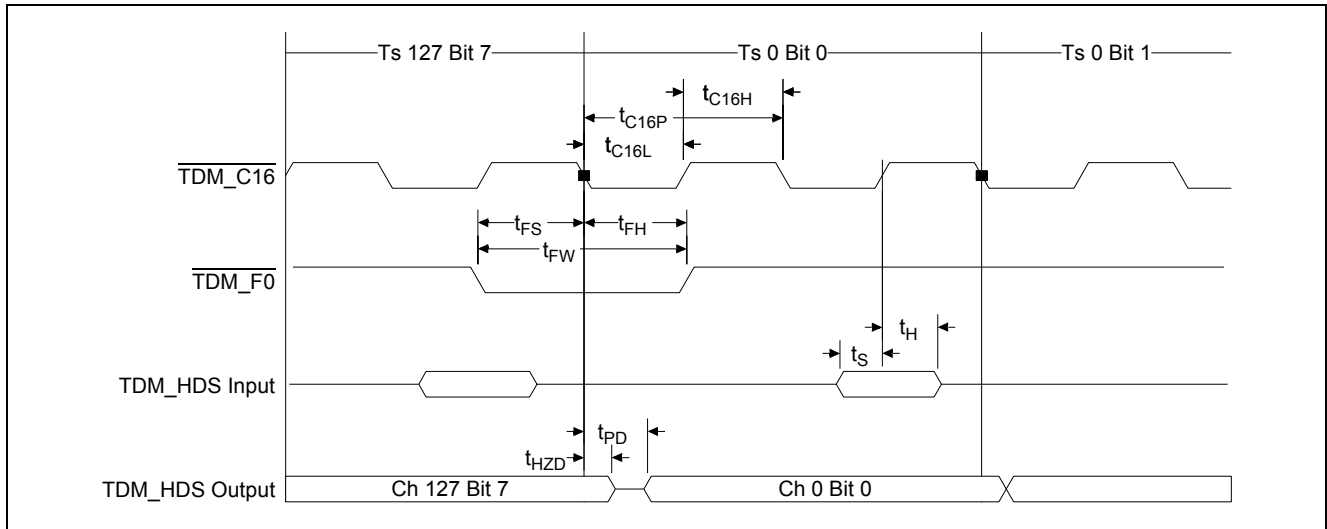 Ts 127 Bit 7 Ts 0 Bit 0 Ts 0 Bit 1
tC16H
tC16P
tC16L
TDM_C16
tFS tFH
tFW
TDM_F0
tH
tS
TDM_HDS Input
tPD
tHZD
TDM_HDS Output Ch 127 Bit 7 Ch 0 Bit 0